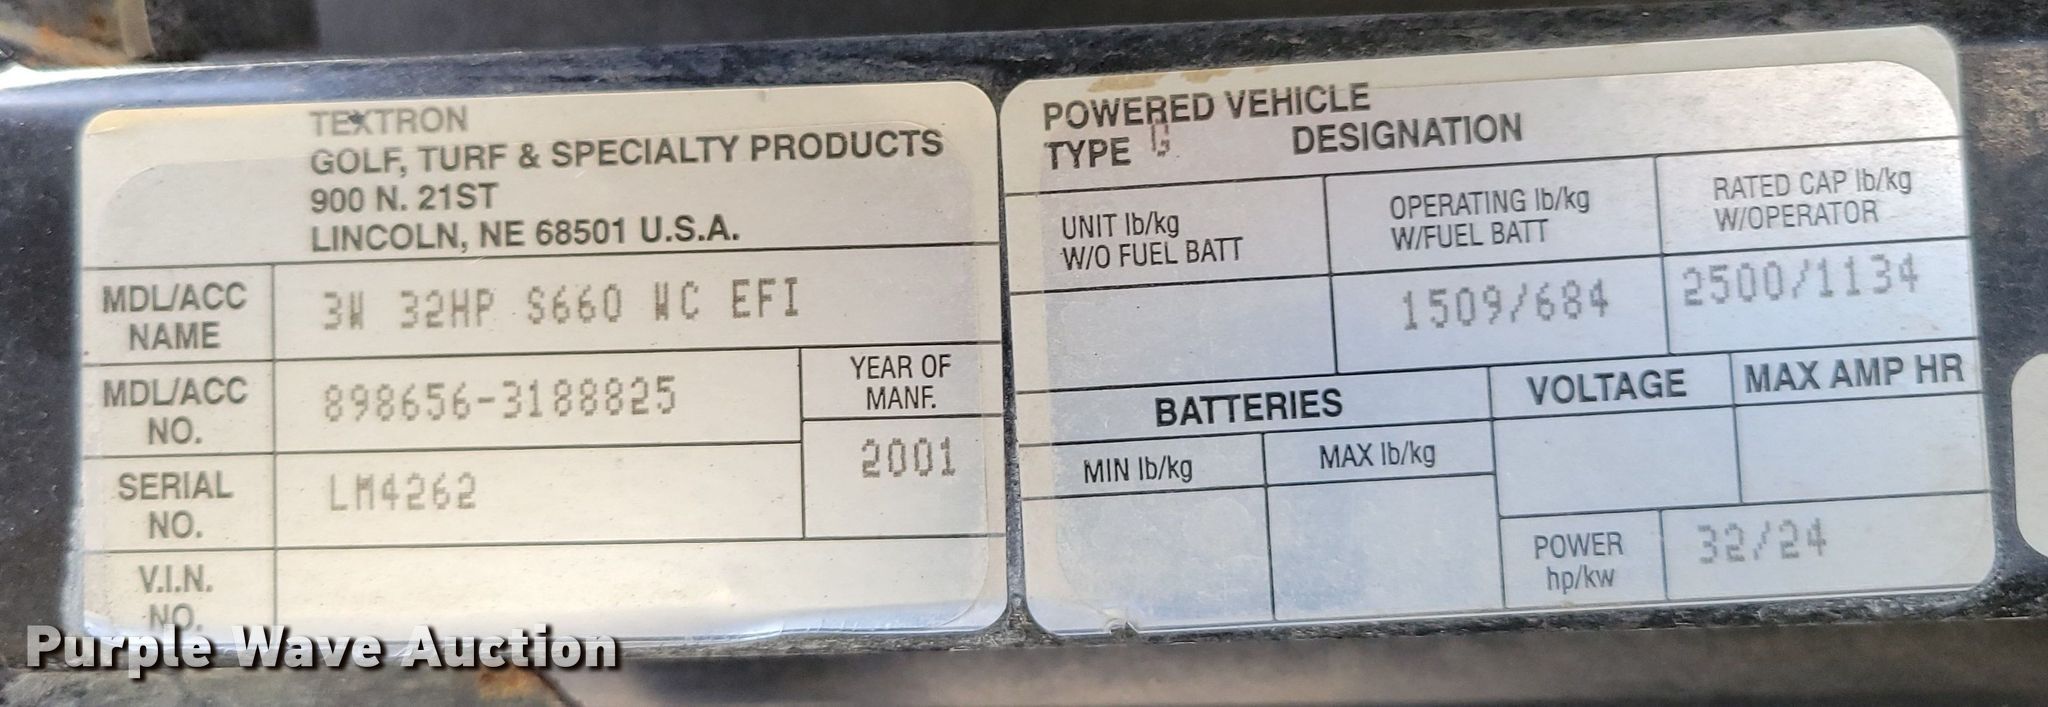 TEXTRON
GOLF, TURF & SPECIALTY PRODUCTS
900 N. 21ST
LINCOLN, NE 68501 U.S.A.
MDL/ACC
NAME
3W 32HP S660 WC EFI
MDL/ACC
NO.
898656-3188825
YEAR OF
MANF.
2001
SERIAL
NO.
LM4262
V.I.N.
NO.
POWERED VEHICLE
TYPE G
DESIGNATION
UNIT lb/kg
W/O FUEL BATT
OPERATING lb/kg
W/FUEL BATT
1509/684
RATED CAP lb/kg
W/OPERATOR
2500/1134
BATTERIES
MIN lb/kg
MAX lb/kg
VOLTAGE
MAX AMP HR
POWER
hp/kw
32/24
Purple Wave Auction